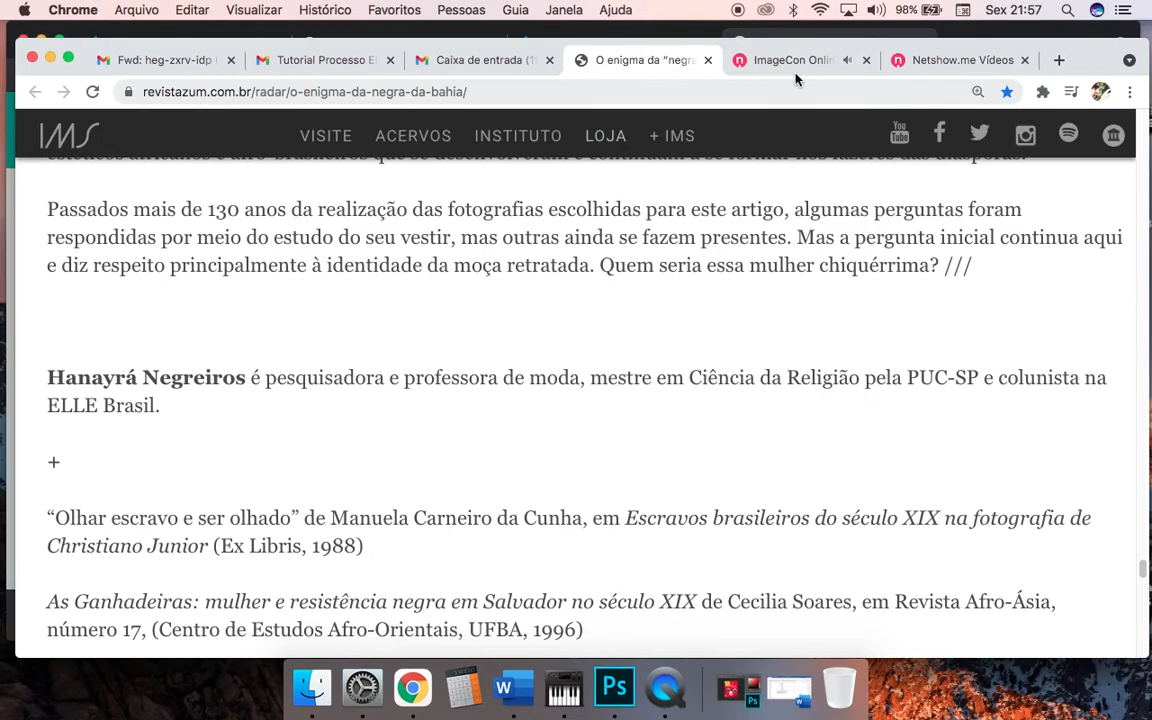 Chrome Arquivo Editar Visualizar Histórico Favoritos Pessoas Guia Janela Ajuda 98% Sex 21:57
Fwd: heg-zxrv-idp Tutorial Processo El Caixa de entrada (1 O enigma da "negra ImageCon Onlin Netshow.me Vídeos
revistazum.com.br/radar/o-enigma-da-negra-da-bahia/
IMS VISITE ACERVOS INSTITUTO LOJA + IMS You Tube
Passados mais de 130 anos da realização das fotografias escolhidas para este artigo, algumas perguntas foram
respondidas por meio do estudo do seu vestir, mas outras ainda se fazem presentes. Mas a pergunta inicial continua aqui
e diz respeito principalmente à identidade da moça retratada. Quem seria essa mulher chiquérrima? ///
Hanayrá Negreiros é pesquisadora e professora de moda, mestre em Ciência da Religião pela PUC-SP e colunista na
ELLE Brasil.
+
“Olhar escravo e ser olhado” de Manuela Carneiro da Cunha, em Escravos brasileiros do século XIX na fotografia de
Christiano Junior (Ex Libris, 1988)
As Ganhadeiras: mulher e resistência negra em Salvador no século XIX de Cecilia Soares, em Revista Afro-Ásia,
número 17, (Centro de Estudos Afro-Orientais, UFBA, 1996)
W Ps